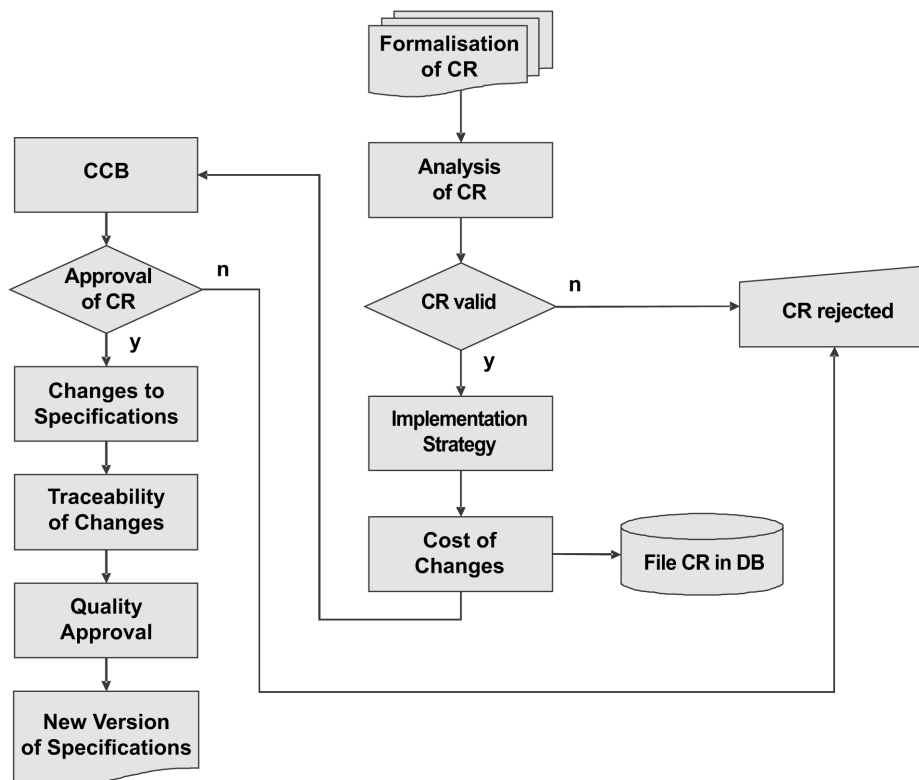 Formalisation
of CR
Analysis
of CR
CR valid
n
y
CR rejected
Implementation
Strategy
Cost of
Changes
File CR in DB
CCB
Approval
of CR
n
y
Changes to
Specifications
Traceability
of Changes
Quality
Approval
New Version
of Specifications